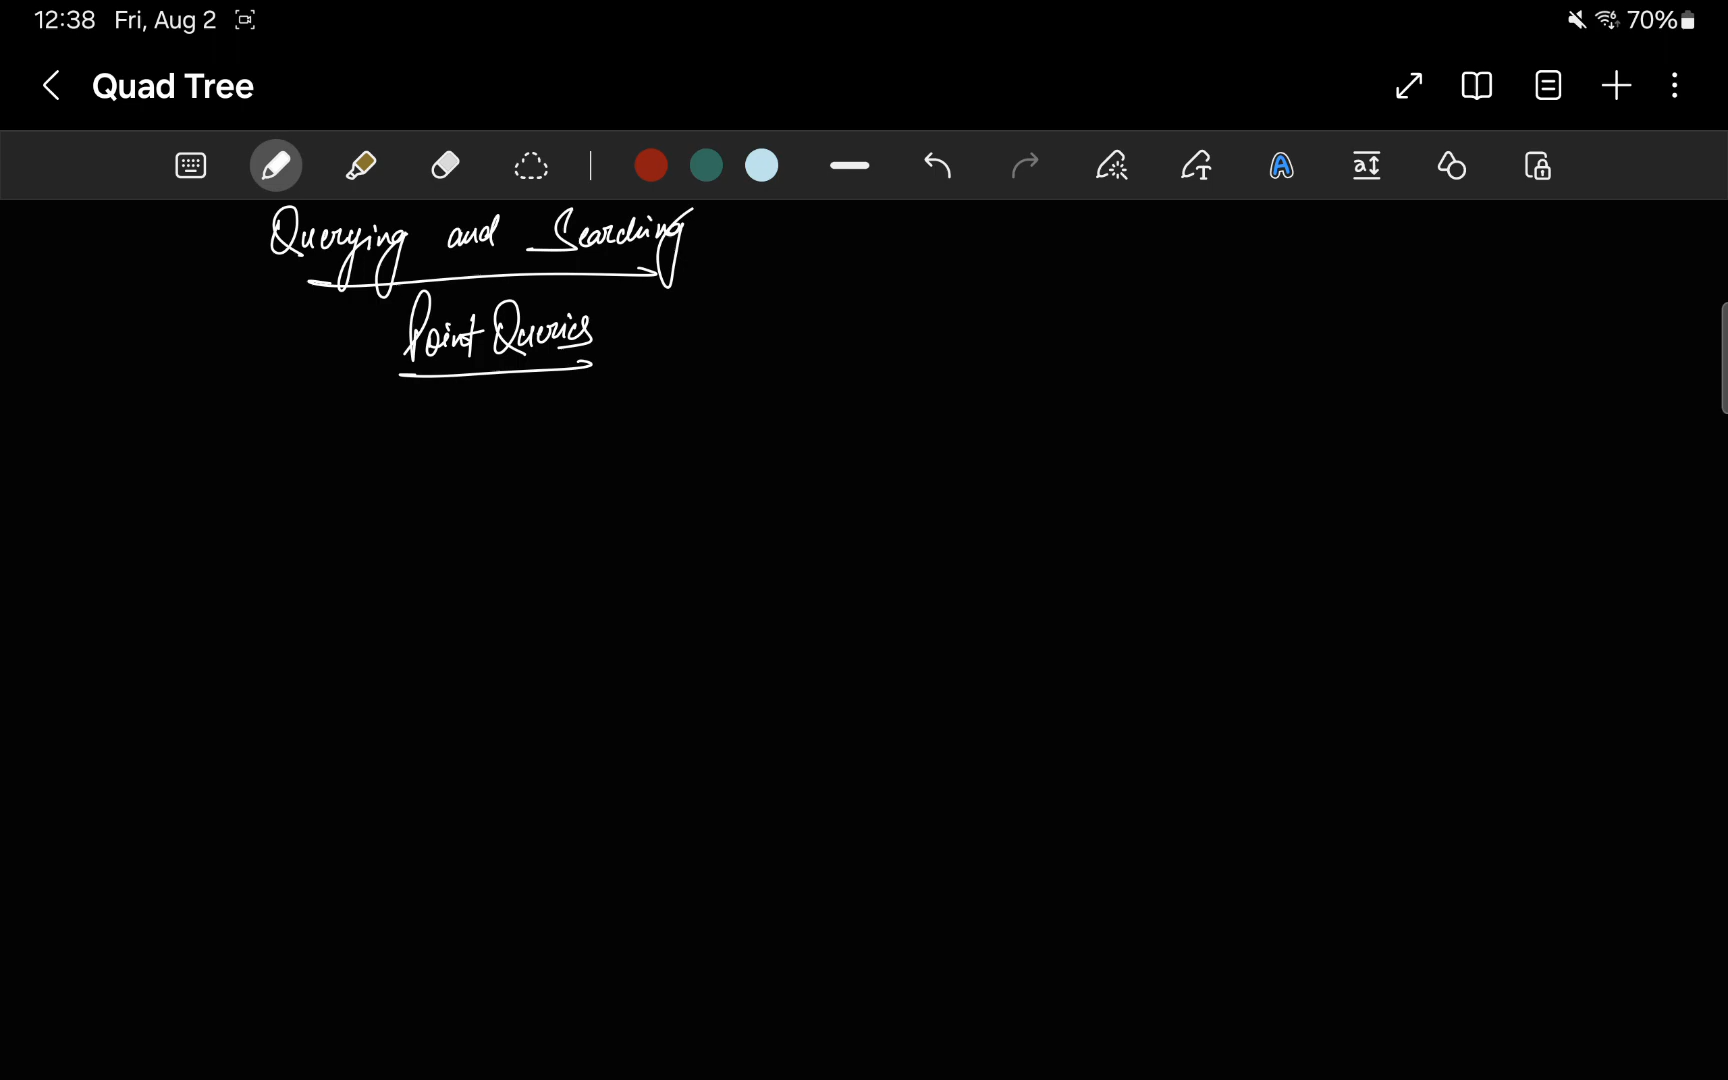 12:38 Fri, Aug 2 70%
Quad Tree
A a
Querying and Searching
Point Queries